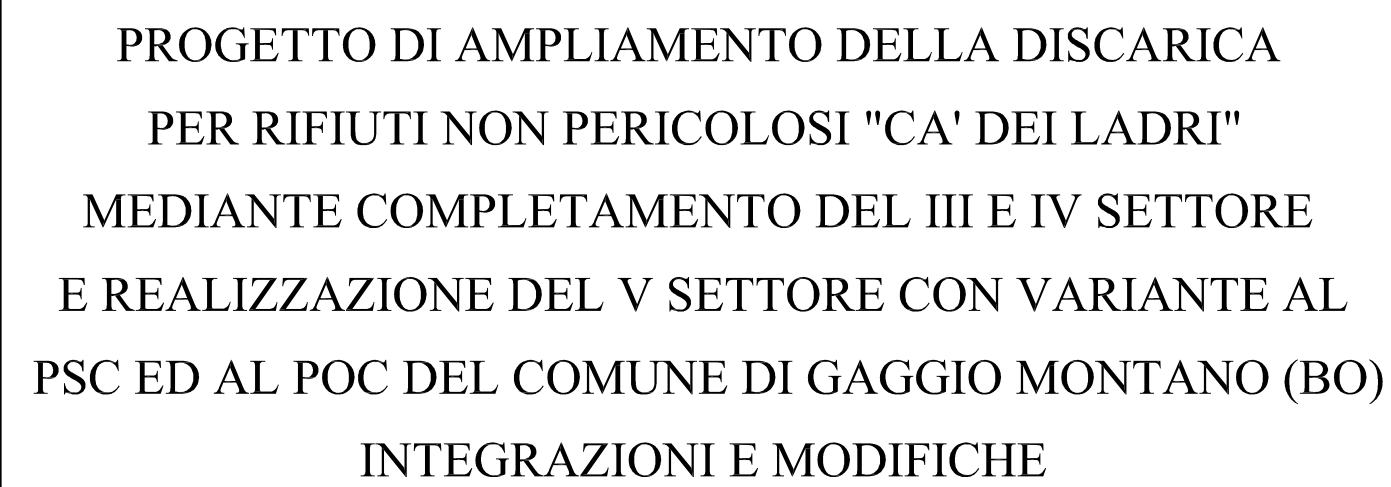 PROGETTO DI AMPLIAMENTO DELLA DISCARICA
PER RIFIUTI NON PERICOLOSI "CA' DEI LADRI"
MEDIANTE COMPLETAMENTO DEL III E IV SETTORE
E REALIZZAZIONE DEL V SETTORE CON VARIANTE AL
PSC ED AL POC DEL COMUNE DI GAGGIO MONTANO (BO)
INTEGRAZIONI E MODIFICHE